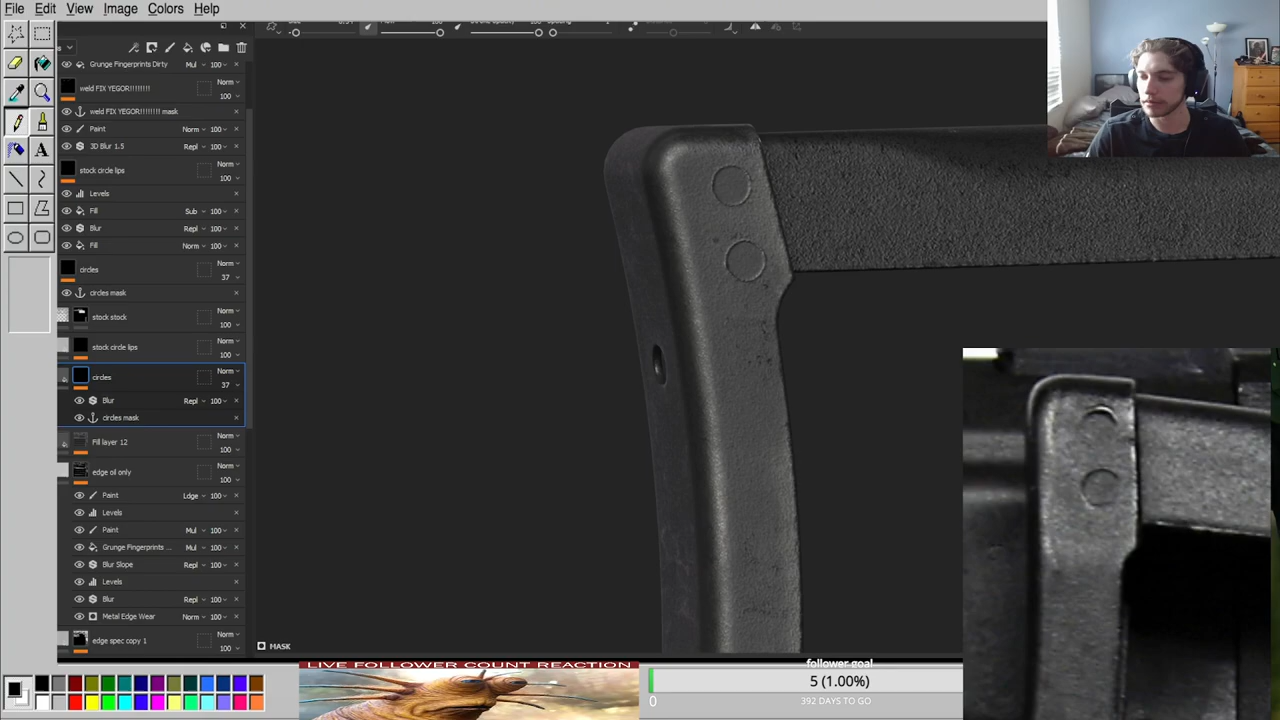 File Edit View Image Colors Help
Grunge Fingerprints Dirty Mul 100
weld FIX YEGOR!!!!!!!! Norm 100
weld FIX YEGOR!!!!!!!! mask
Paint Norm 100
3D Blur 1.5 Repl 100
stock circle lips Norm 100
Levels
Fill Sub 100
Blur Repl 100
Fill Norm 100
circles Norm 37
circles mask
stock stock Norm 100
stock circle lips Norm 100
circles Norm 37
Blur Repl 100
circles mask
Fill layer 12 Norm 100
edge oil only Norm 100
Paint Ldge 100
Levels
Paint Mul 100
Grunge Fingerprints ... Mul 100
Blur Slope Repl 100
Levels
Blur Repl 100
Metal Edge Wear Norm 100
edge spec copy 1 Norm 100
MASK
LIVE FOLLOWER COUNT REACTION
follower goal
5 (1.00%)
0
392 DAYS TO GO